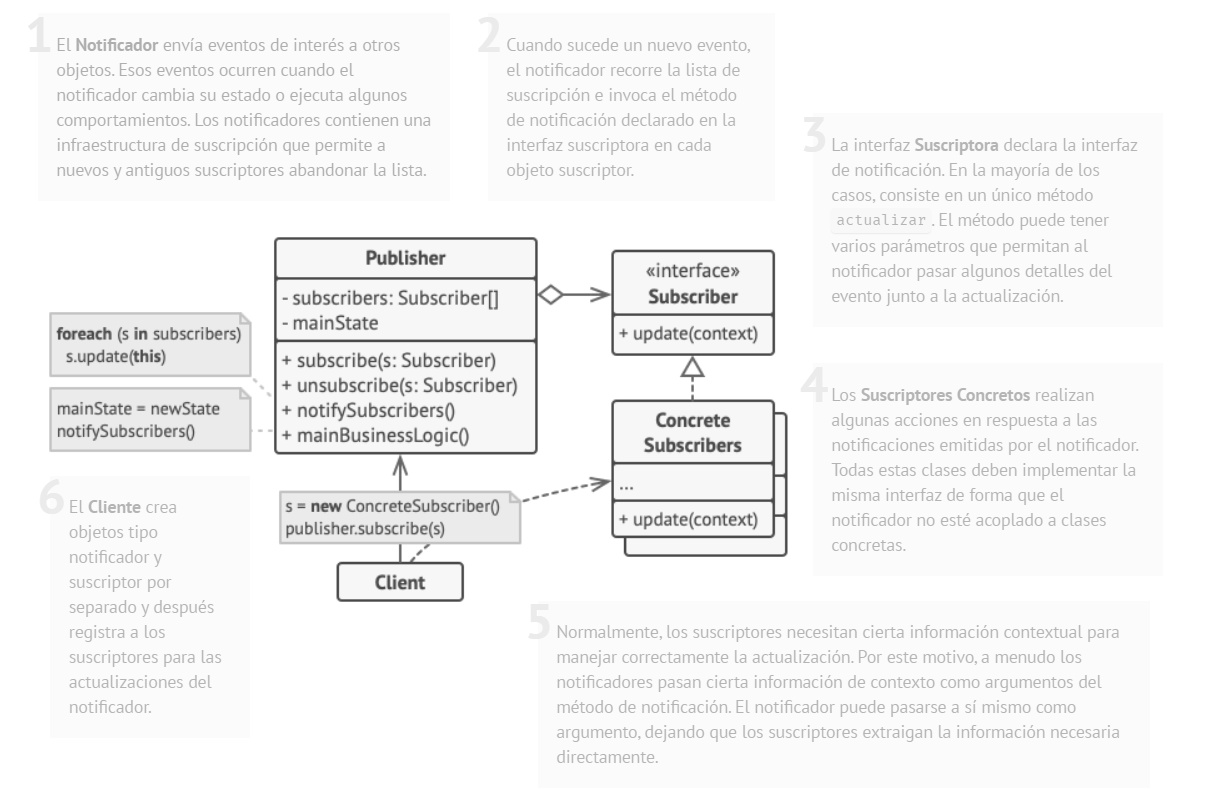 1
El Notificador envía eventos de interés a otros
objetos. Esos eventos ocurren cuando el
notificador cambia su estado o ejecuta algunos
comportamientos. Los notificadores contienen una
infraestructura de suscripción que permite a
nuevos y antiguos suscriptores abandonar la lista.
2
Cuando sucede un nuevo evento,
el notificador recorre la lista de
suscripción e invoca el método
de notificación declarado en la
interfaz suscriptora en cada
objeto suscriptor.
3
La interfaz Suscriptora declara la interfaz
de notificación. En la mayoría de los
casos, consiste en un único método
actualizar. El método puede tener
varios parámetros que permitan al
notificador pasar algunos detalles del
evento junto a la actualización.
Publisher
- subscribers: Subscriber[]
- mainState
+ subscribe(s: Subscriber)
+ unsubscribe(s: Subscriber)
+ notifySubscribers()
+ mainBusinessLogic()
«interface»
Subscriber
+ update(context)
foreach (s in subscribers)
s.update(this)
mainState = newState
notifySubscribers()
4
Los Suscriptores Concretos realizan
algunas acciones en respuesta a las
notificaciones emitidas por el notificador.
Todas estas clases deben implementar la
misma interfaz de forma que el
notificador no esté acoplado a clases
concretas.
Concrete
Subscribers
...
+ update(context)
s = new ConcreteSubscriber()
publisher.subscribe(s)
Client
6
El Cliente crea
objetos tipo
notificador y
suscriptor por
separado y después
registra a los
suscriptores para las
actualizaciones del
notificador.
5
Normalmente, los suscriptores necesitan cierta información contextual para
manejar correctamente la actualización. Por este motivo, a menudo los
notificadores pasan cierta información de contexto como argumentos del
método de notificación. El notificador puede pasarse a sí mismo como
argumento, dejando que los suscriptores extraigan la información necesaria
directamente.